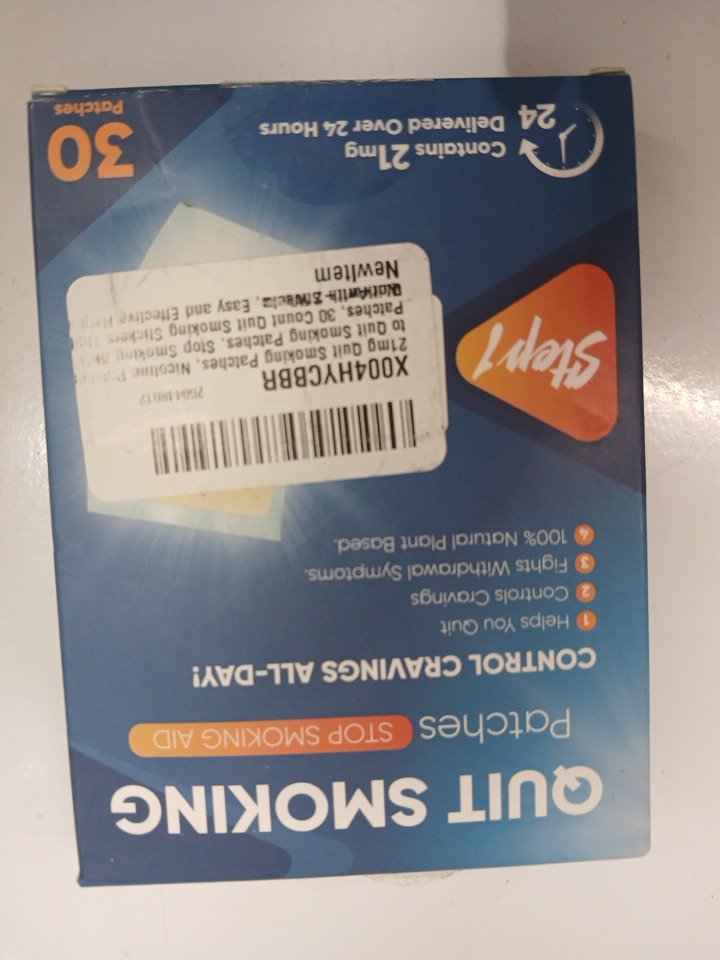 QUIT SMOKING
Patches
STOP SMOKING AID
CONTROL CRAVINGS ALL-DAY!
1 Helps You Quit
2 Controls Cravings
3 Fights Withdrawal Symptoms.
4 100% Natural Plant Based.
Step 1
X004HYCBBR
21mg Quit Smoking Patches, Nicotine
to Quit Smoking Patches, Stop Smoking
Patches, 30 Count Quit Smoking Stickers
Easy and Effective
NewItem
24
Contains 21mg
Delivered Over 24 Hours
30
Patches